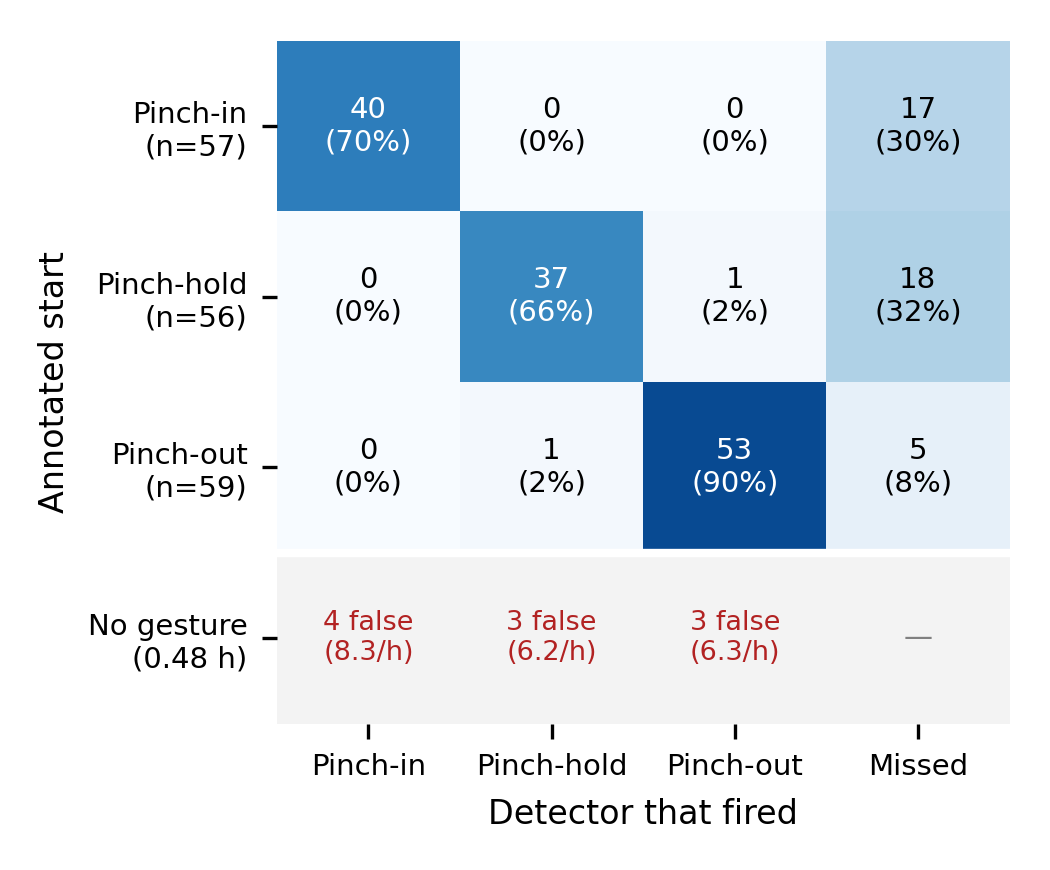 Pinch-in
(n=57)
40
(70%)
0
(0%)
0
(0%)
17
(30%)
Pinch-hold
(n=56)
0
(0%)
37
(66%)
1
(2%)
18
(32%)
Pinch-out
(n=59)
0
(0%)
1
(2%)
53
(90%)
5
(8%)
No gesture
(0.48 h)
4 false
(8.3/h)
3 false
(6.2/h)
3 false
(6.3/h)
—
Annotated start
Pinch-in
Pinch-hold
Pinch-out
Missed
Detector that fired